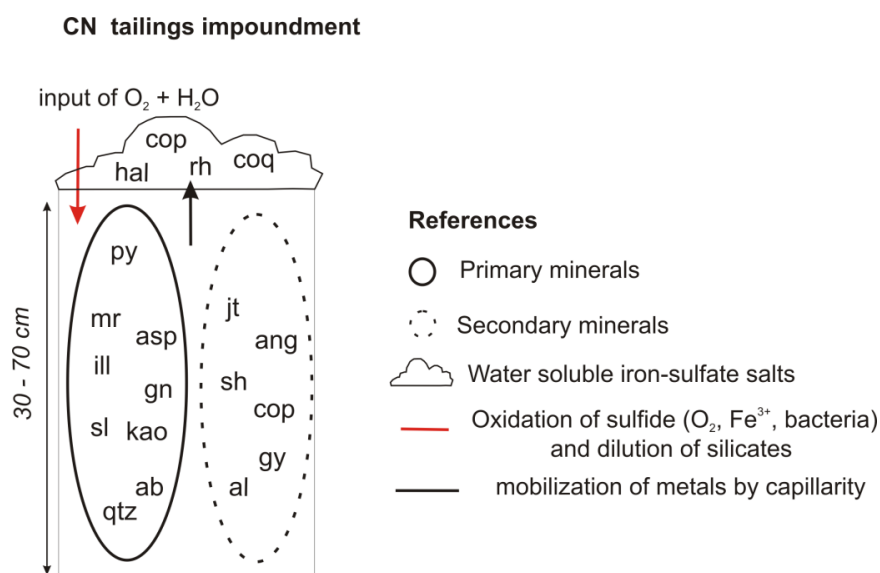 CN tailings impoundment
input of O₂ + H₂O
cop
hal rh coq
30 - 70 cm
py
mr
asp
ill
gn
sl
kao
ab
qtz
jt
ang
sh
cop
gy
al
References
Primary minerals
Secondary minerals
Water soluble iron-sulfate salts
Oxidation of sulfide (O₂, Fe³⁺, bacteria)
and dilution of silicates
mobilization of metals by capillarity